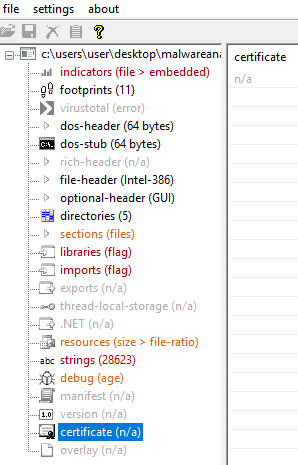 file settings about
c:\users\user\desktop\malwareana
certificate
indicators (file > embedded)
n/a
footprints (11)
virustotal (error)
dos-header (64 bytes)
dos-stub (64 bytes)
rich-header (n/a)
file-header (Intel-386)
optional-header (GUI)
directories (5)
sections (files)
libraries (flag)
imports (flag)
exports (n/a)
thread-local-storage (n/a)
.NET (n/a)
resources (size > file-ratio)
abc strings (28623)
debug (age)
manifest (n/a)
1.0 version (n/a)
certificate (n/a)
overlay (n/a)